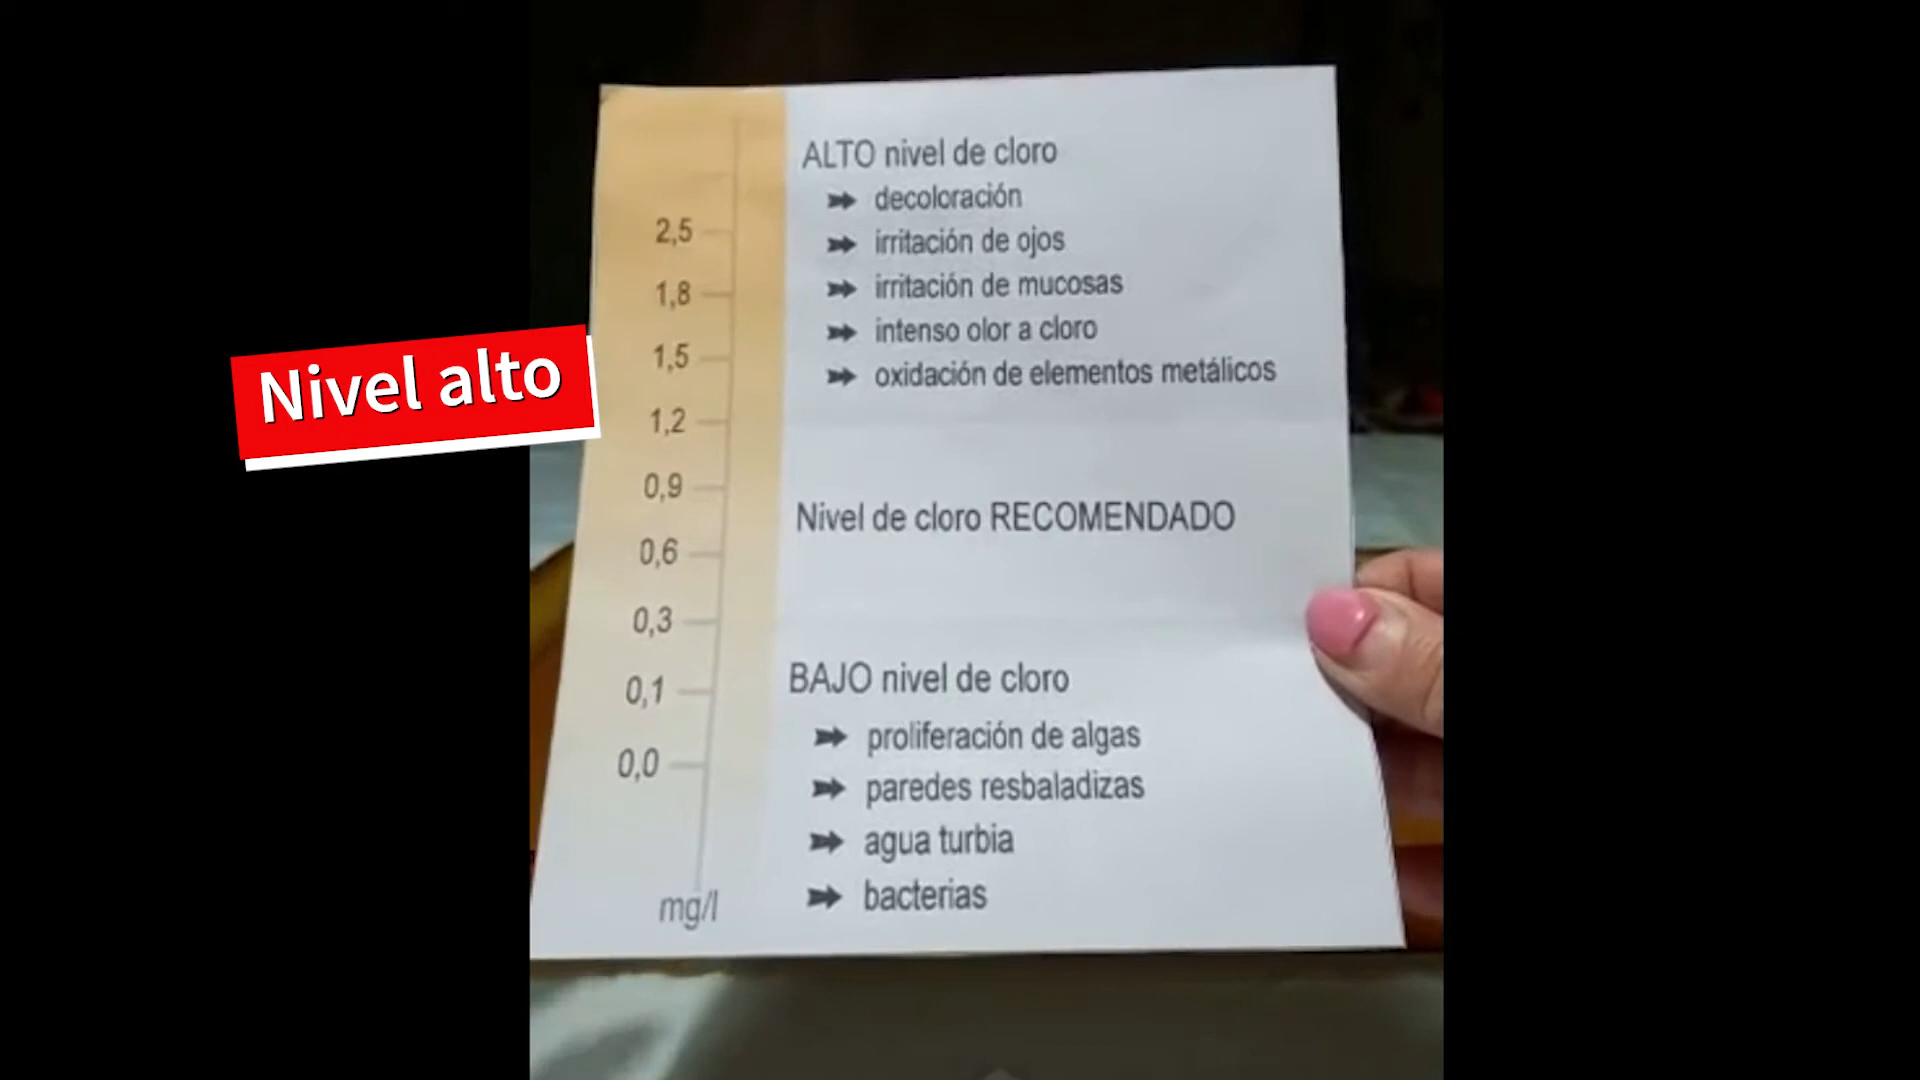 ALTO nivel de cloro
decoloración
irritación de ojos
irritación de mucosas
intenso olor a cloro
oxidación de elementos metálicos
Nivel de cloro RECOMENDADO
BAJO nivel de cloro
proliferación de algas
paredes resbaladizas
agua turbia
bacterias
2,5
1,8
1,5
1,2
0,9
0,6
0,3
0,1
0,0
mg/l
Nivel alto